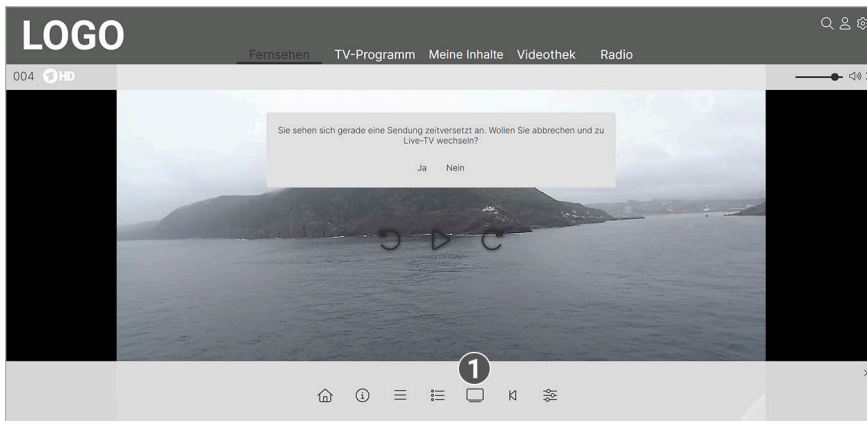 LOGO
Fernsehen TV-Programm Meine Inhalte Videothek Radio
004 HD
Sie sehen sich gerade eine Sendung zeitversetzt an. Wollen Sie abbrechen und zu
Live-TV wechseln?
Ja Nein
1